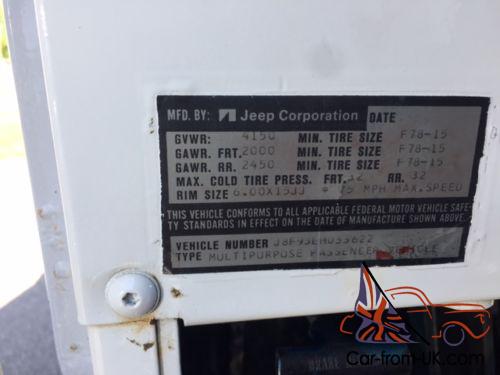 MFD. BY: Jeep Corporation DATE
GVWR: 4150 MIN. TIRE SIZE F78-15
GAWR. FRT. 2000 MIN. TIRE SIZE F78-15
GAWR. RR. 2450 MIN. TIRE SIZE F78-15
MAX. COLD TIRE PRESS. FRT. 32 RR. 32
RIM SIZE 6.00X15JJ * 75 MPH MAX.SPEED
THIS VEHICLE CONFORMS TO ALL APPLICABLE FEDERAL MOTOR VEHICLE SAFE-
TY STANDARDS IN EFFECT ON THE DATE OF MANUFACTURE SHOWN ABOVE.
VEHICLE NUMBER
TYPE MULTIPURPOSE PASSENGER VEHICLE
Car-from-UK.com